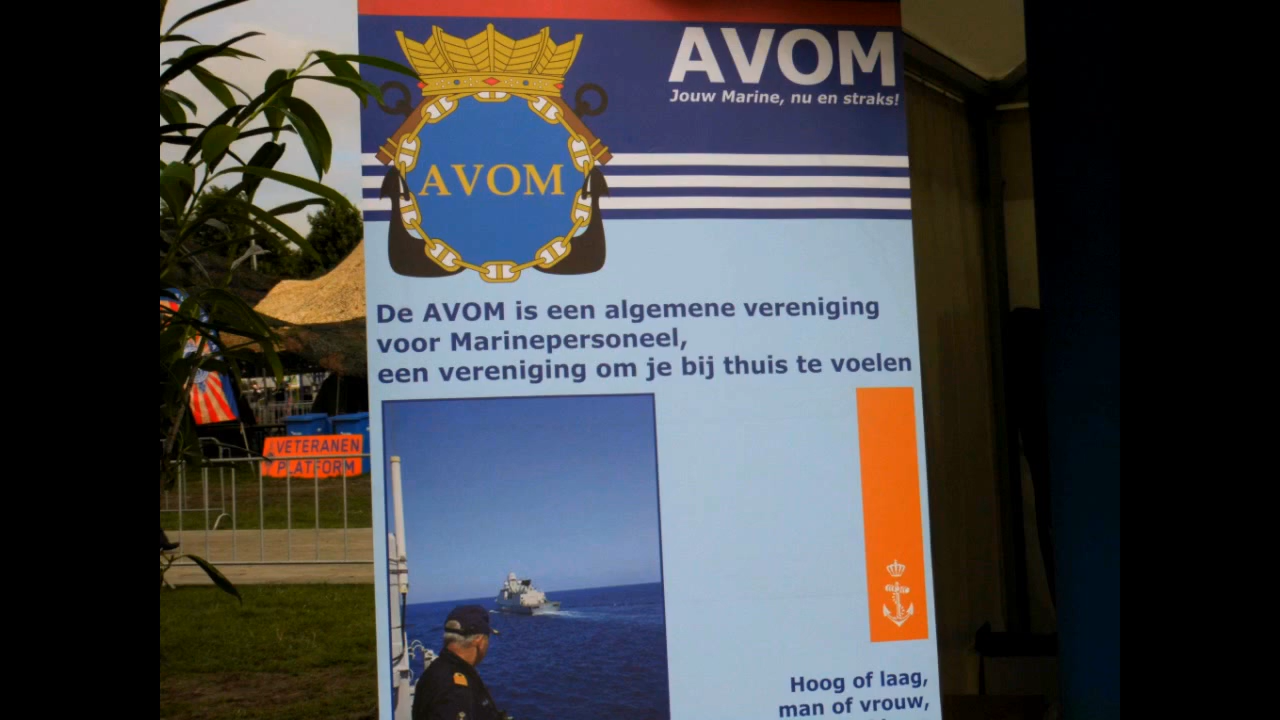 AVOM
Jouw Marine, nu en straks!
AVOM
De AVOM is een algemene vereniging
voor Marinepersoneel,
een vereniging om je bij thuis te voelen
VETERANEN
PLATFORM
Hoog of laag,
man of vrouw,